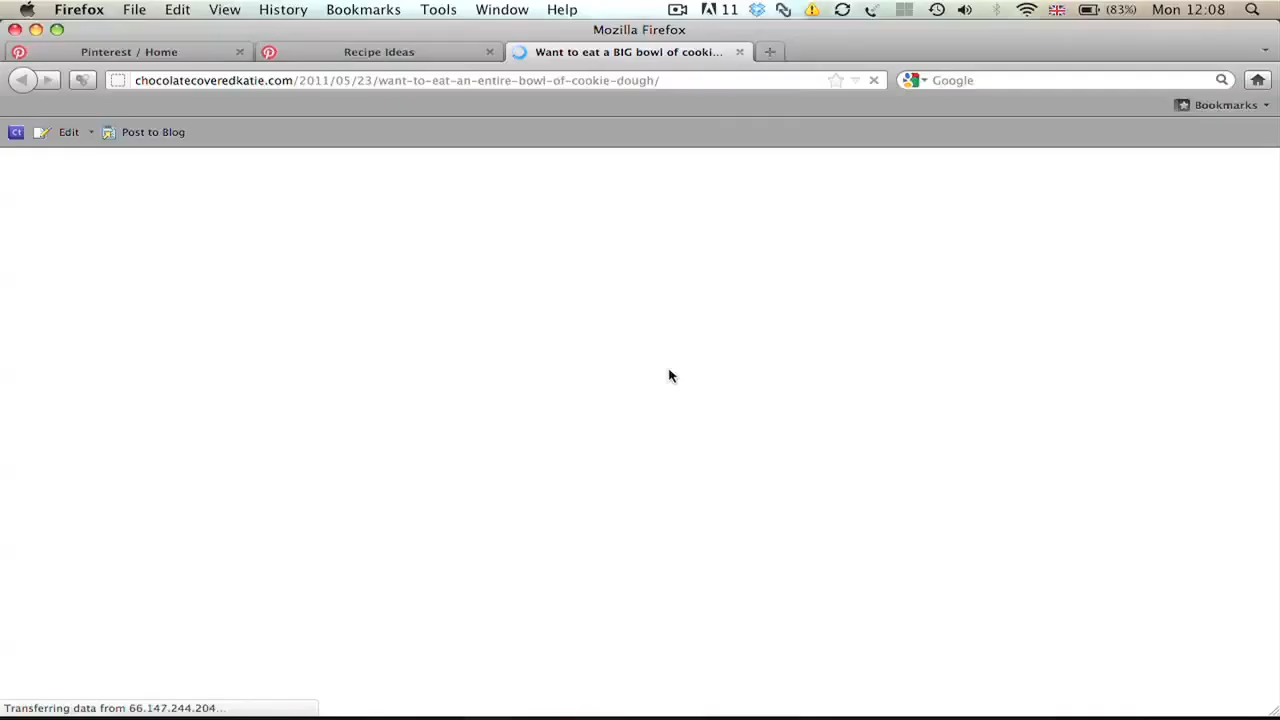 Firefox File Edit View History Bookmarks Tools Window Help 11 (83%) Mon 12:08
Mozilla Firefox
Pinterest / Home Recipe Ideas Want to eat a BIG bowl of cooki...
chocolatecoveredkatie.com/2011/05/23/want-to-eat-an-entire-bowl-of-cookie-dough/ Google
Bookmarks
Ct Edit Post to Blog
Transferring data from 66.147.244.204...